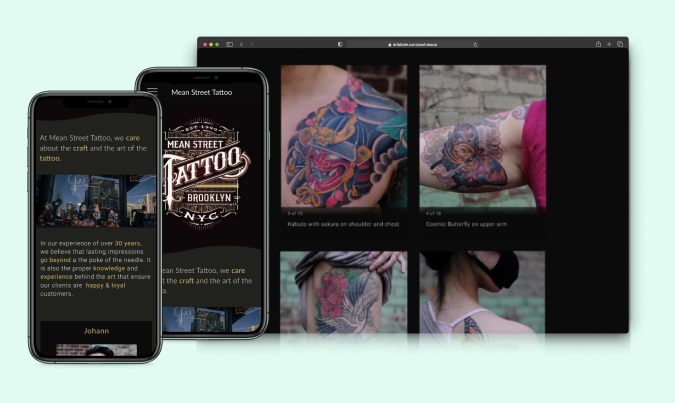 At Mean Street Tattoo, we care
about the craft and the art of the
tattoo.
In our experience of over 30 years,
we believe that lasting impressions
go beyond a the poke of the needle. It
is also the proper knowledge and
experience behind the art that ensure
our clients are happy & loyal
customers.
Johann
Mean Street Tattoo
EST 1990
MEAN STREET
TATTOO
BROOKLYN
NYC
ean Street Tattoo, we care
t the craft and the art of the
o.
3 of 10
Kabuto with sakura on shoulder and chest
4 of 10
Cosmic Butterfly on upper arm